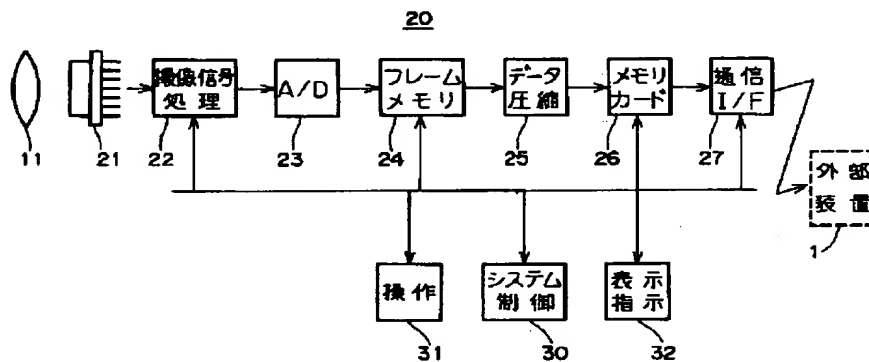 20
撮像信号
処理
A/D
フレーム
メモリ
データ
圧縮
メモリ
カード
通信
I/F
11
21
22
23
24
25
26
27
外部
装置
1
操作
システム
制御
表示
指示
31
30
32